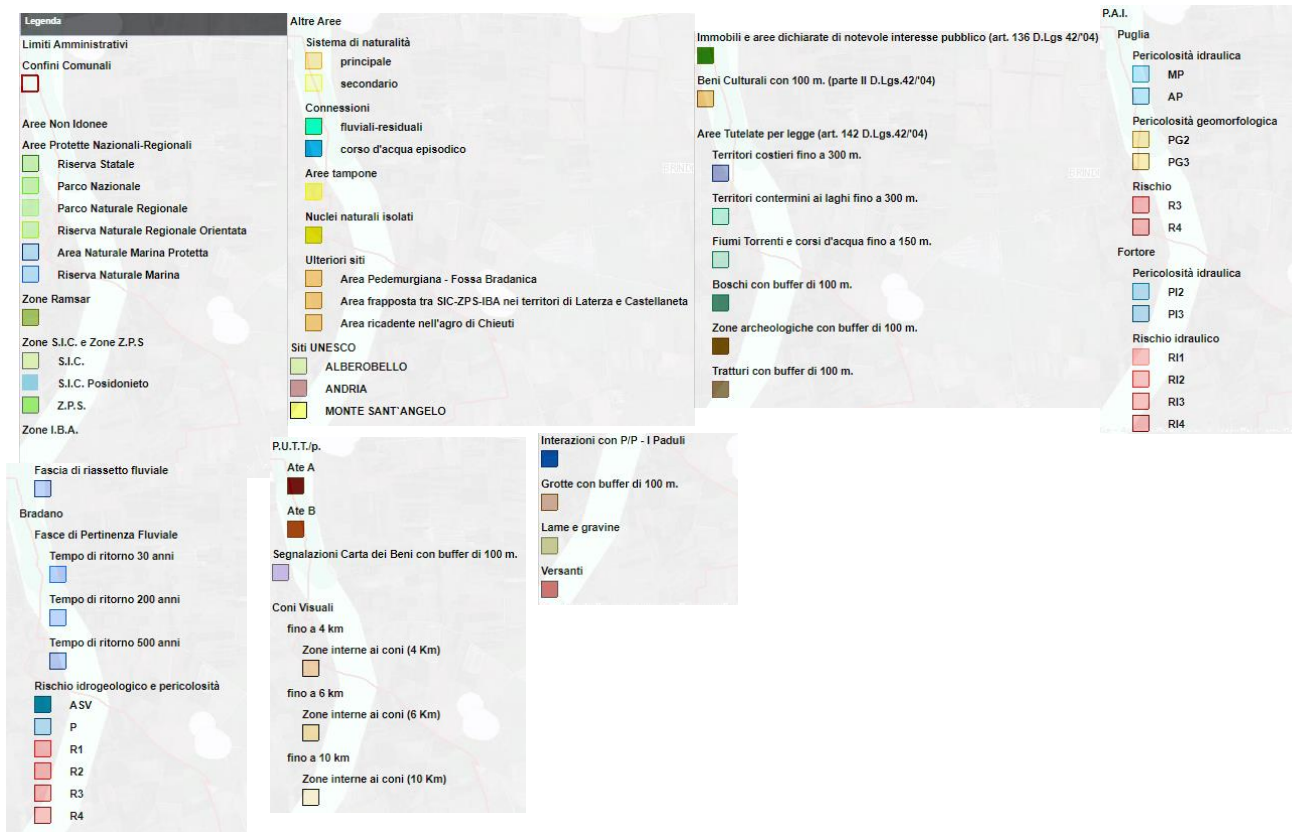 Legenda
Limiti Amministrativi
Confini Comunali
Aree Non Idonee
Aree Protette Nazionali-Regionali
Riserva Statale
Parco Nazionale
Parco Naturale Regionale
Riserva Naturale Regionale Orientata
Area Naturale Marina Protetta
Riserva Naturale Marina
Zone Ramsar
Zone S.I.C. e Zone Z.P.S
S.I.C.
S.I.C. Posidonieto
Z.P.S.
Zone I.B.A.
Altre Aree
Sistema di naturalità
principale
secondario
Connessioni
fluviali-residuali
corso d'acqua episodico
Aree tampone
Nuclei naturali isolati
Ulteriori siti
Area Pedemurgiana - Fossa Bradanica
Area frapposta tra SIC-ZPS-IBA nei territori di Laterza e Castellaneta
Area ricadente nell'agro di Chieuti
Siti UNESCO
ALBEROBELLO
ANDRIA
MONTE SANT`ANGELO
Immobili e aree dichiarate di notevole interesse pubblico (art. 136 D.Lgs 42/'04)
Beni Culturali con 100 m. (parte II D.Lgs.42/'04)
Aree Tutelate per legge (art. 142 D.Lgs.42/'04)
Territori costieri fino a 300 m.
Territori contermini ai laghi fino a 300 m.
Fiumi Torrenti e corsi d'acqua fino a 150 m.
Boschi con buffer di 100 m.
Zone archeologiche con buffer di 100 m.
Tratturi con buffer di 100 m.
P.A.I.
Puglia
Pericolosità idraulica
MP
AP
Pericolosità geomorfologica
PG2
PG3
Rischio
R3
R4
Fortore
Pericolosità idraulica
PI2
PI3
Rischio idraulico
RI1
RI2
RI3
RI4
Fascia di riassetto fluviale
Bradano
Fasce di Pertinenza Fluviale
Tempo di ritorno 30 anni
Tempo di ritorno 200 anni
Tempo di ritorno 500 anni
Rischio idrogeologico e pericolosità
ASV
P
R1
R2
R3
R4
P.U.T.T./p.
Ate A
Ate B
Segnalazioni Carta dei Beni con buffer di 100 m.
Coni Visuali
fino a 4 km
Zone interne ai coni (4 Km)
fino a 6 km
Zone interne ai coni (6 Km)
fino a 10 km
Zone interne ai coni (10 Km)
Interazioni con P/P - I Paduli
Grotte con buffer di 100 m.
Lame e gravine
Versanti